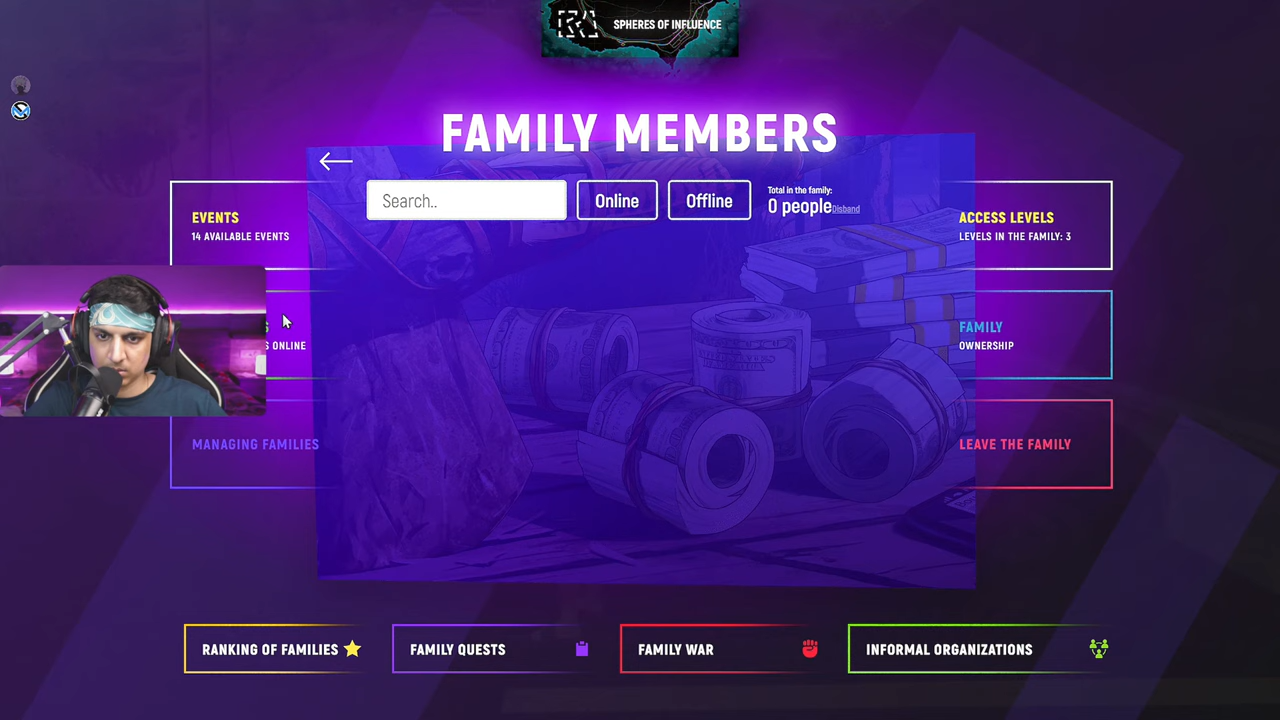 SPHERES OF INFLUENCE
FAMILY MEMBERS
Search..
Online
Offline
Total in the family:
0 people Disband
EVENTS
14 AVAILABLE EVENTS
ACCESS LEVELS
LEVELS IN THE FAMILY: 3
S ONLINE
FAMILY
OWNERSHIP
MANAGING FAMILIES
LEAVE THE FAMILY
RANKING OF FAMILIES
FAMILY QUESTS
FAMILY WAR
INFORMAL ORGANIZATIONS